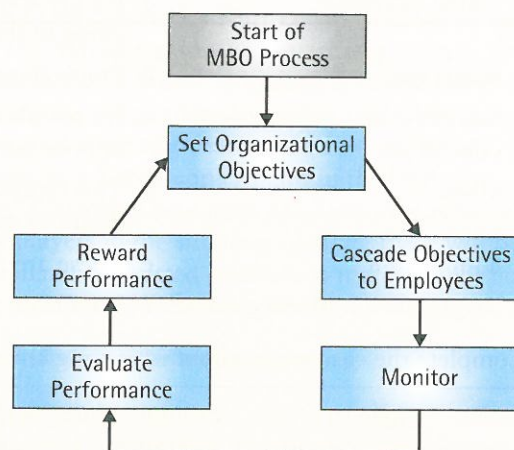 Start of
MBO Process
Set Organizational
Objectives
Reward
Performance
Cascade Objectives
to Employees
Evaluate
Performance
Monitor